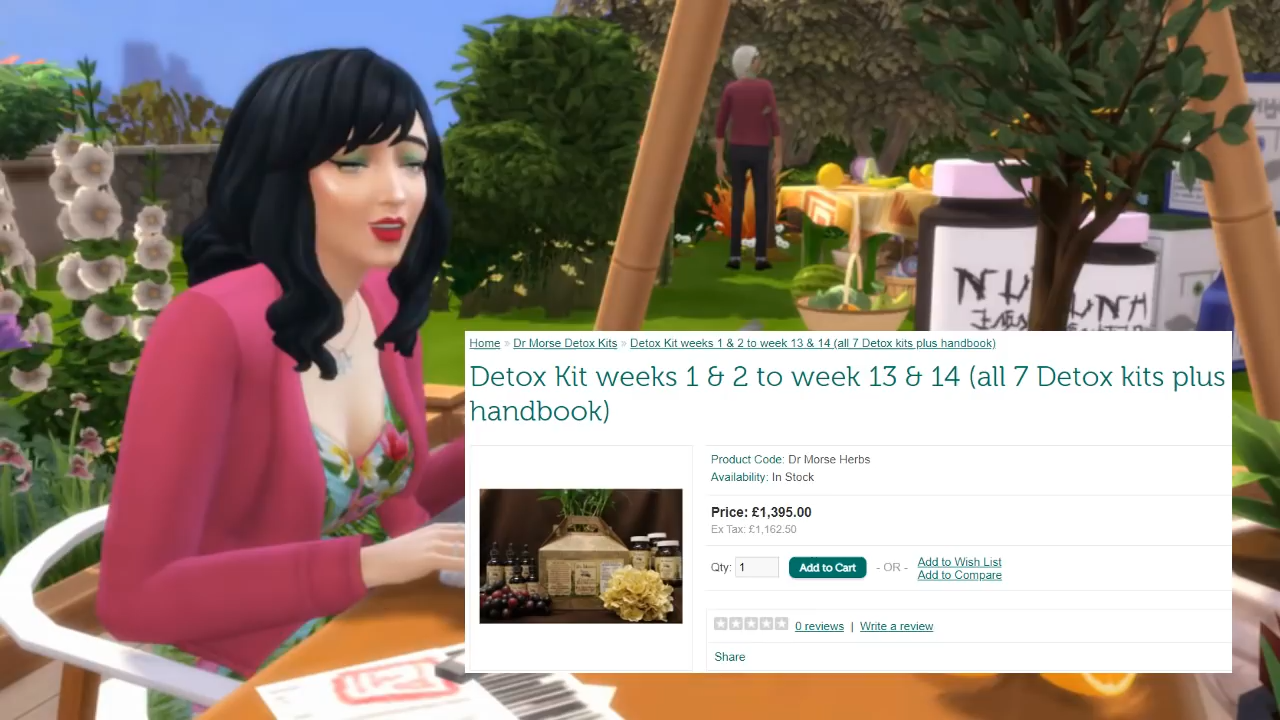 Home » Dr Morse Detox Kits » Detox Kit weeks 1 & 2 to week 13 & 14 (all 7 Detox kits plus handbook)
Detox Kit weeks 1 & 2 to week 13 & 14 (all 7 Detox kits plus
handbook)
Product Code: Dr Morse Herbs
Availability: In Stock
Price: £1,395.00
Ex Tax: £1,162.50
Qty: 1 Add to Cart - OR - Add to Wish List
Add to Compare
0 reviews | Write a review
Share